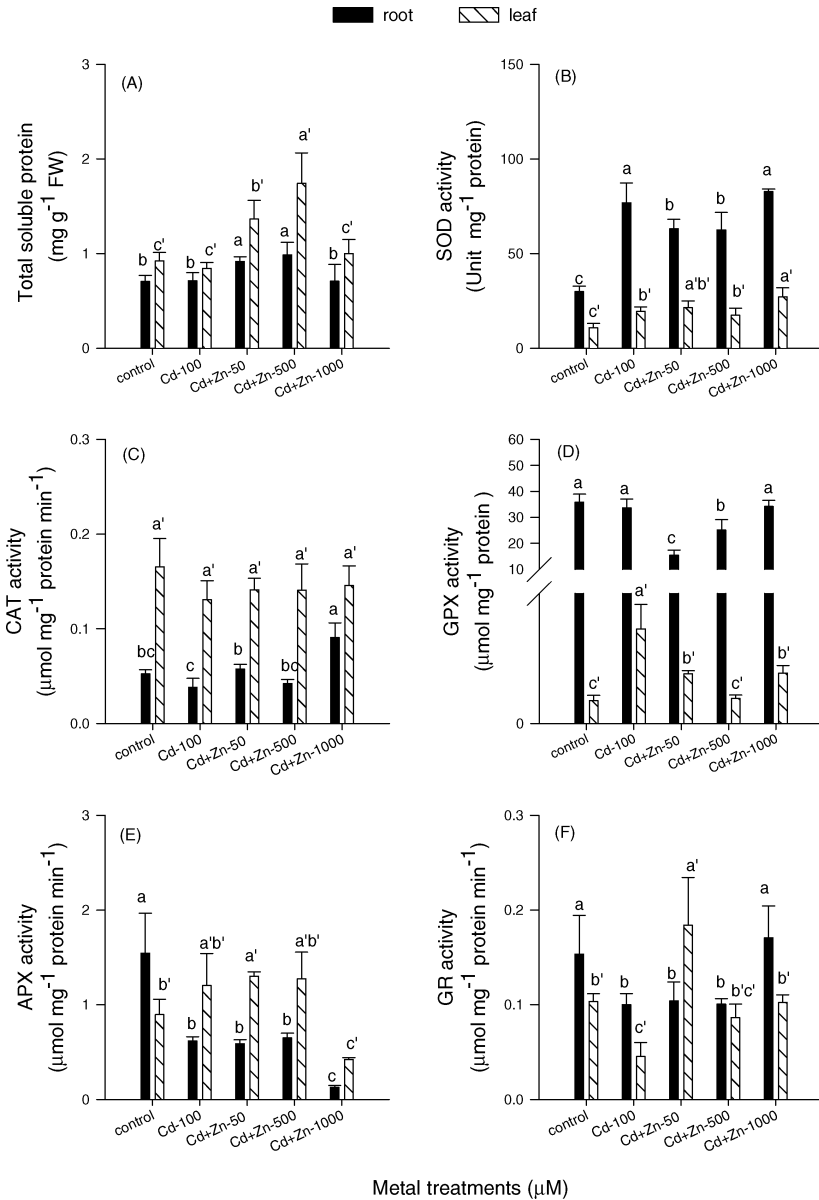 root leaf
(A)
Total soluble protein
(mg g-1 FW)
3
2
1
0
b c' b c' a b' a a' b c'
control Cd-100 Cd+Zn-50 Cd+Zn-500 Cd+Zn-1000
(B)
SOD activity
(Unit mg-1 protein)
150
100
50
0
c c' a b' b a'b' b b' a a'
control Cd-100 Cd+Zn-50 Cd+Zn-500 Cd+Zn-1000
(C)
CAT activity
(μmol mg-1 protein min-1)
0.3
0.2
0.1
0.0
bc a' c a' b a' bc a' a a'
control Cd-100 Cd+Zn-50 Cd+Zn-500 Cd+Zn-1000
(D)
GPX activity
(μmol mg-1 protein )
60
50
40
30
20
10
0
a c' a a' c b' b c' a b'
control Cd-100 Cd+Zn-50 Cd+Zn-500 Cd+Zn-1000
(E)
APX activity
(μmol mg-1 protein min-1)
3
2
1
0
a b' b a'b' b a' b a'b' c c'
control Cd-100 Cd+Zn-50 Cd+Zn-500 Cd+Zn-1000
(F)
GR activity
(μmol mg-1 protein min-1)
0.3
0.2
0.1
0.0
a b' b c' b a' b b'c' a b'
control Cd-100 Cd+Zn-50 Cd+Zn-500 Cd+Zn-1000
Metal treatments (μM)